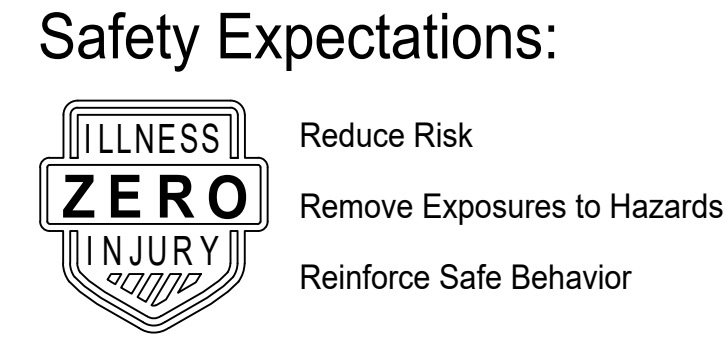 Safety Expectations:
ILLNESS
ZERO
INJURY
Reduce Risk
Remove Exposures to Hazards
Reinforce Safe Behavior